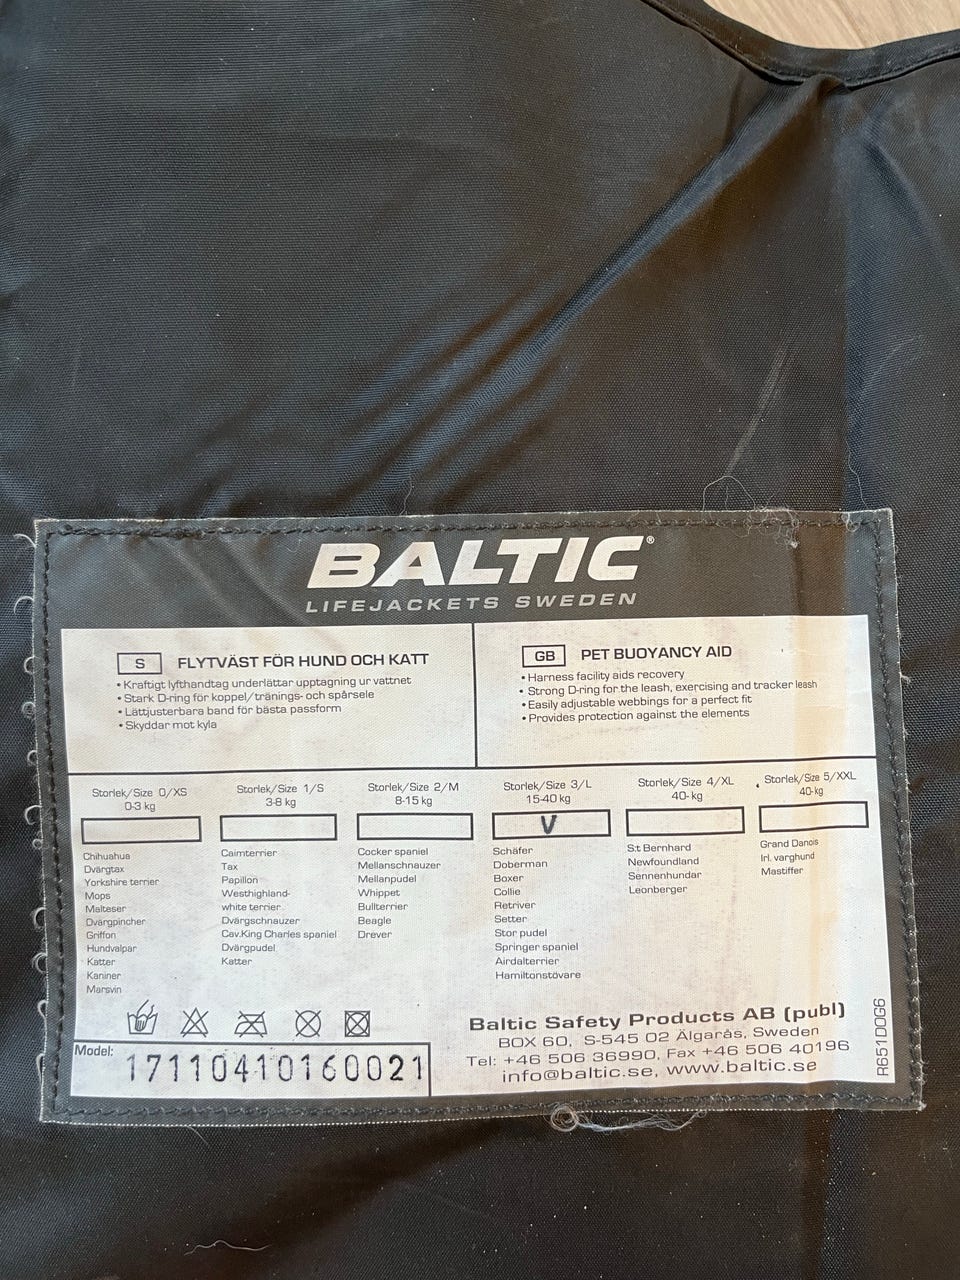 BALTIC®
LIFEJACKETS SWEDEN
S FLYTVÄST FÖR HUND OCH KATT
• Kraftigt lyfthandtag underlättar upptagning ur vattnet
• Stark D-ring för koppel/tränings- och spårsele
• Lättjusterbara band för bästa passform
• Skyddar mot kyla
GB PET BUOYANCY AID
• Harness facility aids recovery
• Strong D-ring for the leash, exercising and tracker leash
• Easily adjustable webbings for a perfect fit
• Provides protection against the elements
Storlek/Size 0/XS
0-3 kg
Chihuahua
Dvärgtax
Yorkshire terrier
Mops
Malteser
Dvärgpincher
Griffon
Hundvalpar
Katter
Kaniner
Marsvin
Storlek/Size 1/S
3-8 kg
Cairnterrier
Tax
Papillon
Westhighland-
white terrier
Dvärgschnauzer
Cav.King Charles spaniel
Dvärgpudel
Katter
Storlek/Size 2/M
8-15 kg
Cocker spaniel
Mellanschnauzer
Mellanpudel
Whippet
Bullterrier
Beagle
Drever
Storlek/Size 3/L
15-40 kg
V
Schäfer
Doberman
Boxer
Collie
Retriver
Setter
Stor pudel
Springer spaniel
Airdalterrier
Hamiltonstövare
Storlek/Size 4/XL
40- kg
S:t Bernhard
Newfoundland
Sennenhundar
Leonberger
Storlek/Size 5/XXL
40- kg
Grand Danois
Irl. varghund
Mastiffer
Model: 17110410160021
Baltic Safety Products AB (publ)
BOX 60, S-545 02 Älgarås, Sweden
Tel: +46 506 36990, Fax +46 506 40196
info@baltic.se, www.baltic.se
R651DOG6